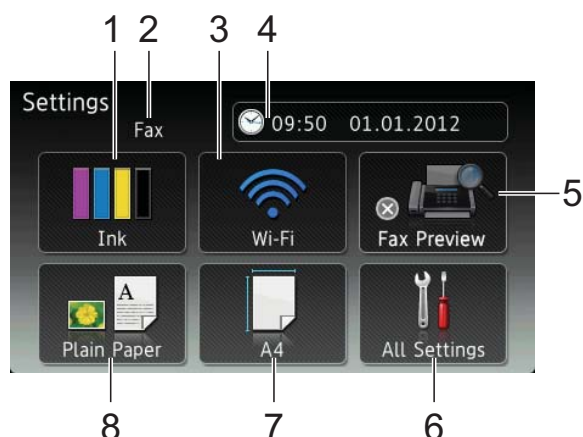 1 2 3 4
Settings
Fax
09:50 01.01.2012
5
Ink Wi-Fi Fax Preview
A
Plain Paper A4 All Settings
8 7 6